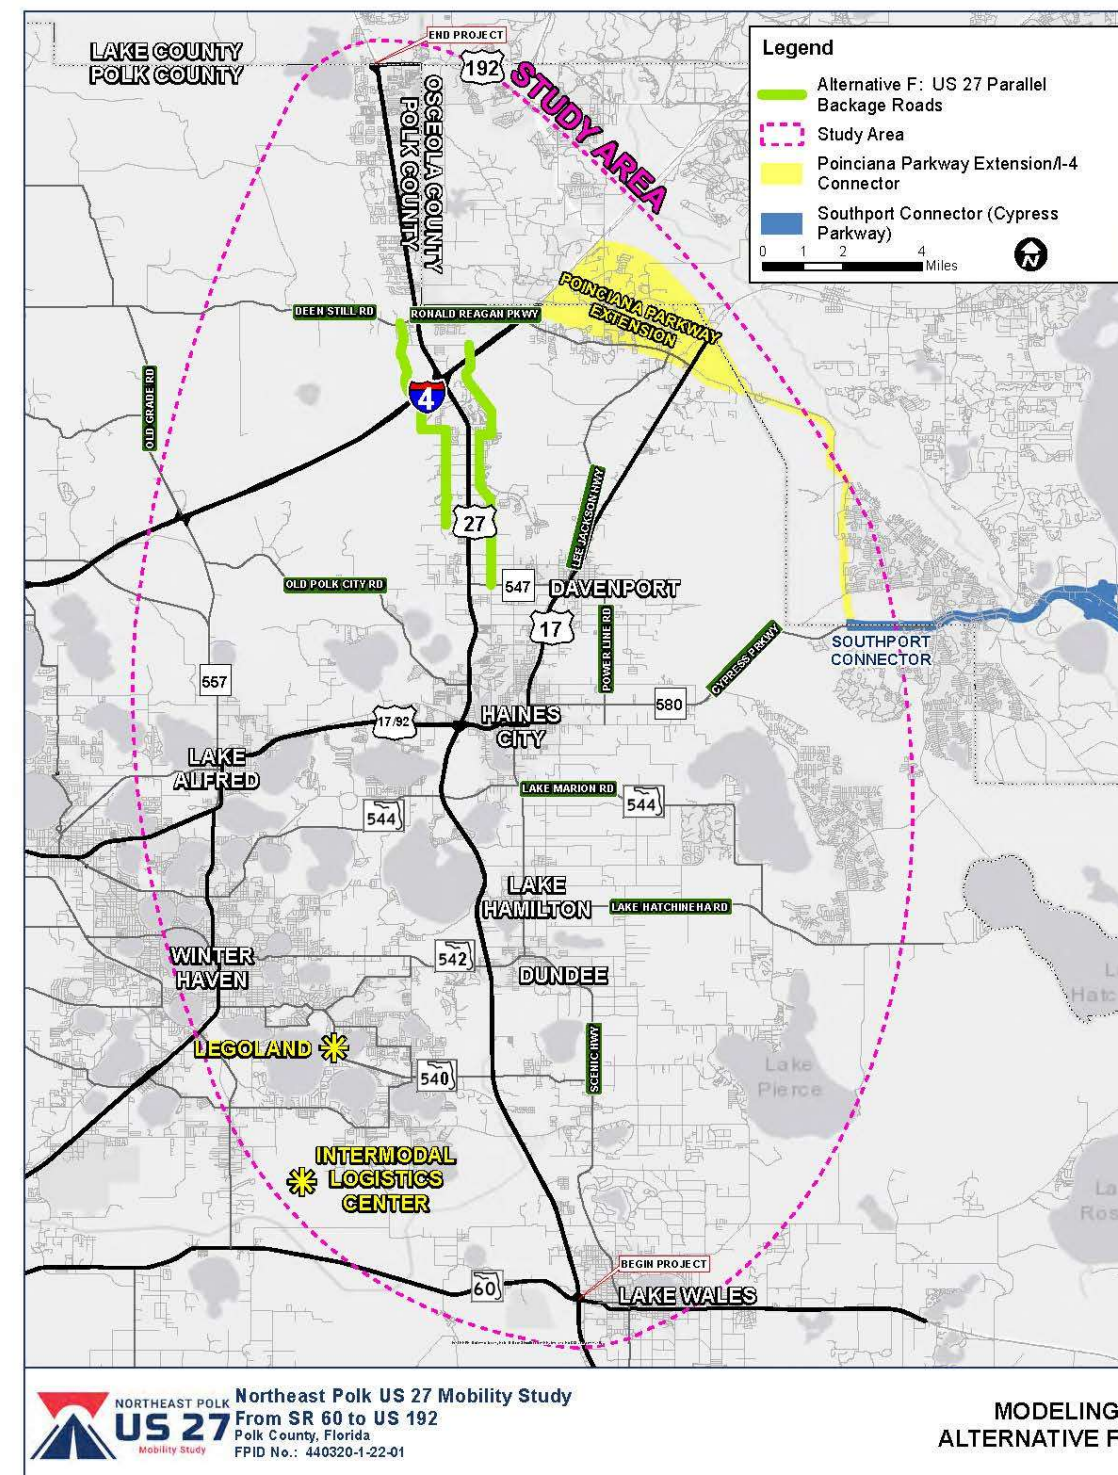 LAKE COUNTY
POLK COUNTY
END PROJECT
192
STUDY AREA
OSCEOLA COUNTY
POLK COUNTY
Legend
Alternative F: US 27 Parallel
Backage Roads
Study Area
Poinciana Parkway Extension/I-4
Connector
Southport Connector (Cypress
Parkway)
0 1 2 4
Miles
N
POINCIANA PARKWAY
EXTENSION
DEEN STILL RD
RONALD REAGAN PKWY
OLD GRADE RD
4
27
LEE JACKSON HWY
OLD POLK CITY RD
547
DAVENPORT
17
POWER LINE RD
CYPRESS PRKWY
SOUTHPORT
CONNECTOR
557
580
17/92
HAINES
CITY
LAKE
ALFRED
LAKE MARION RD
544
544
LAKE
HAMILTON
LAKE HATCHINEHA RD
WINTER
HAVEN
542
DUNDEE
L
Hatc
LEGOLAND
540
SCENIC HWY
Lake
Pierce
INTERMODAL
LOGISTICS
CENTER
La
Ros
BEGIN PROJECT
60
LAKE WALES
NORTHEAST POLK
US 27
Mobility Study
Northeast Polk US 27 Mobility Study
From SR 60 to US 192
Polk County, Florida
FPID No.: 440320-1-22-01
MODELING
ALTERNATIVE F